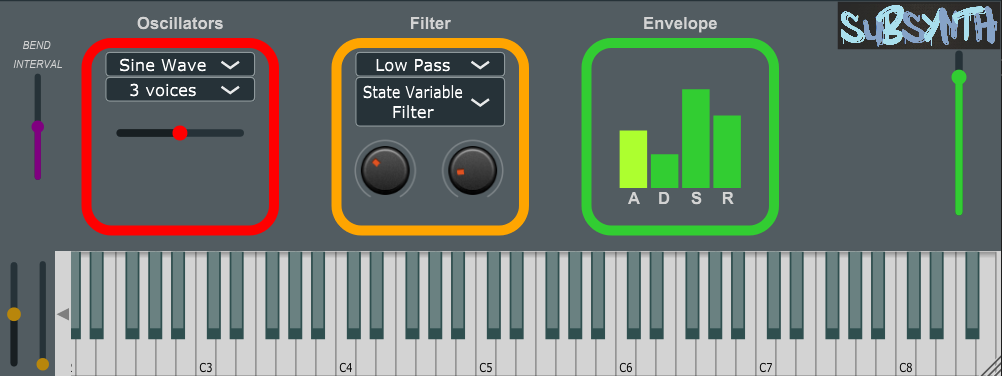 Oscillators
Filter
Envelope
SUBSYNTH
BEND
INTERVAL
Sine Wave
3 voices
Low Pass
State Variable
Filter
A D S R
C3 C4 C5 C6 C7 C8